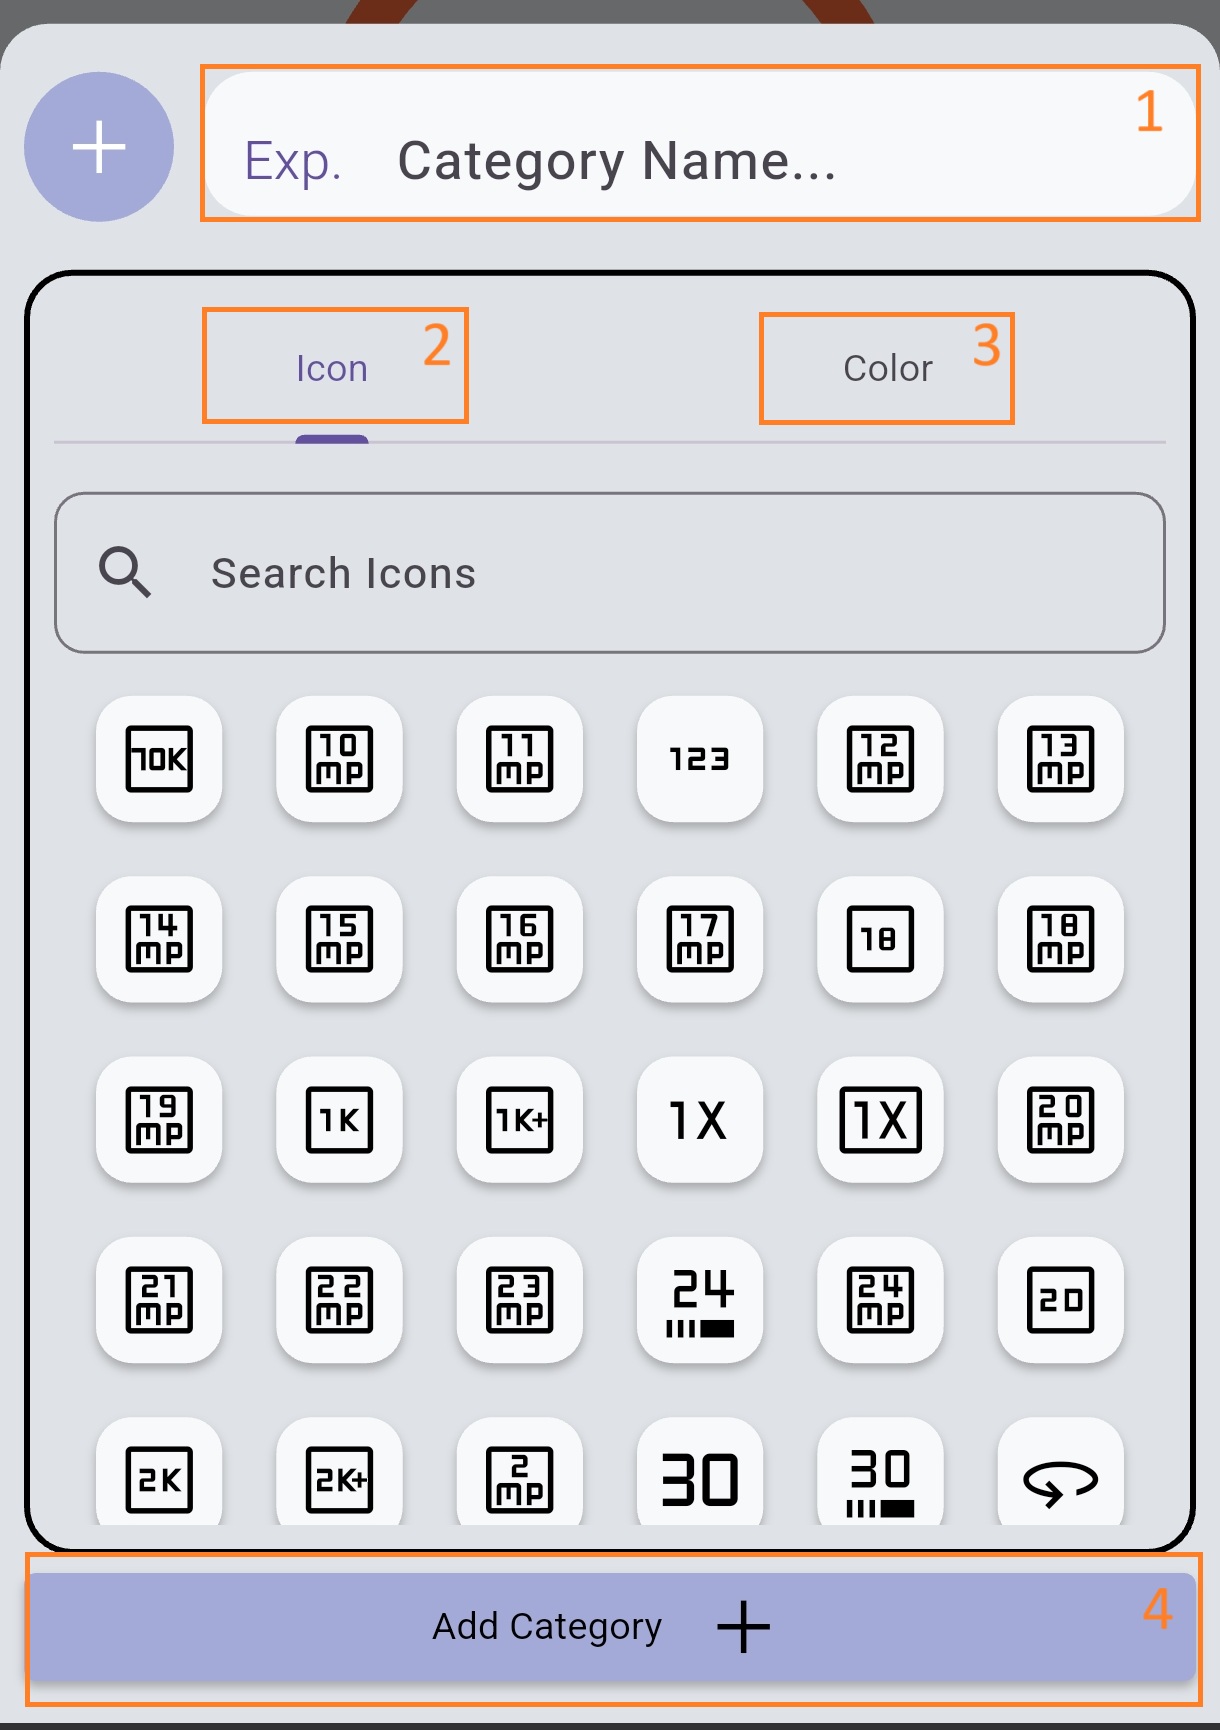 1
Exp. Category Name...
Icon 2 Color 3
Search Icons
10K 10 MP 11 MP 123 12 MP 13 MP
14 MP 15 MP 16 MP 17 MP 18 18 MP
19 MP 1K 1K+ 1X 1X 20 MP
21 MP 22 MP 23 MP 24 24 MP 2D
2K 2K+ 2 MP 30 30
Add Category 4